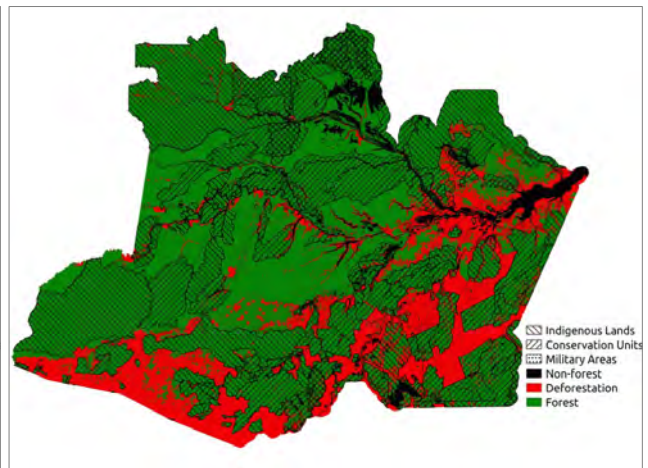 Indigenous Lands
Conservation Units
Military Areas
Non-forest
Deforestation
Forest